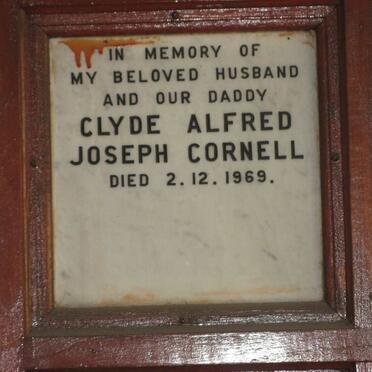 IN MEMORY OF
MY BELOVED HUSBAND
AND OUR DADDY
CLYDE ALFRED
JOSEPH CORNELL
DIED 2.12.1969.